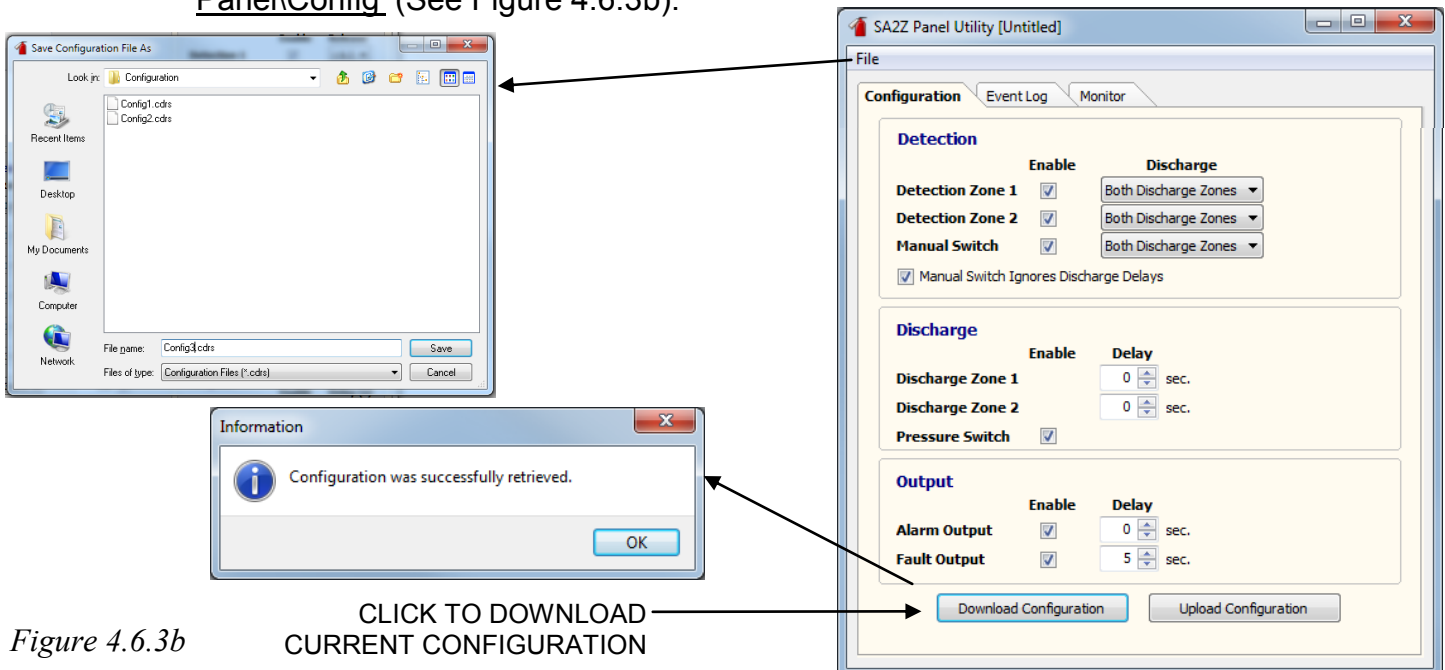 Panel\Config (See Figure 4.6.3b).
Save Configuration File As
Look in: Configuration
Config1.cdrs
Config2.cdrs
Recent Items
Desktop
My Documents
Computer
Network
File name: Config3.cdrs Save
Files of type: Configuration Files (*.cdrs) Cancel
Information
Configuration was successfully retrieved.
OK
CLICK TO DOWNLOAD
CURRENT CONFIGURATION
Figure 4.6.3b
SA2Z Panel Utility [Untitled]
File
Configuration Event Log Monitor
Detection
Enable Discharge
Detection Zone 1 Both Discharge Zones
Detection Zone 2 Both Discharge Zones
Manual Switch Both Discharge Zones
Manual Switch Ignores Discharge Delays
Discharge
Enable Delay
Discharge Zone 1 0 sec.
Discharge Zone 2 0 sec.
Pressure Switch
Output
Enable Delay
Alarm Output 0 sec.
Fault Output 5 sec.
Download Configuration Upload Configuration